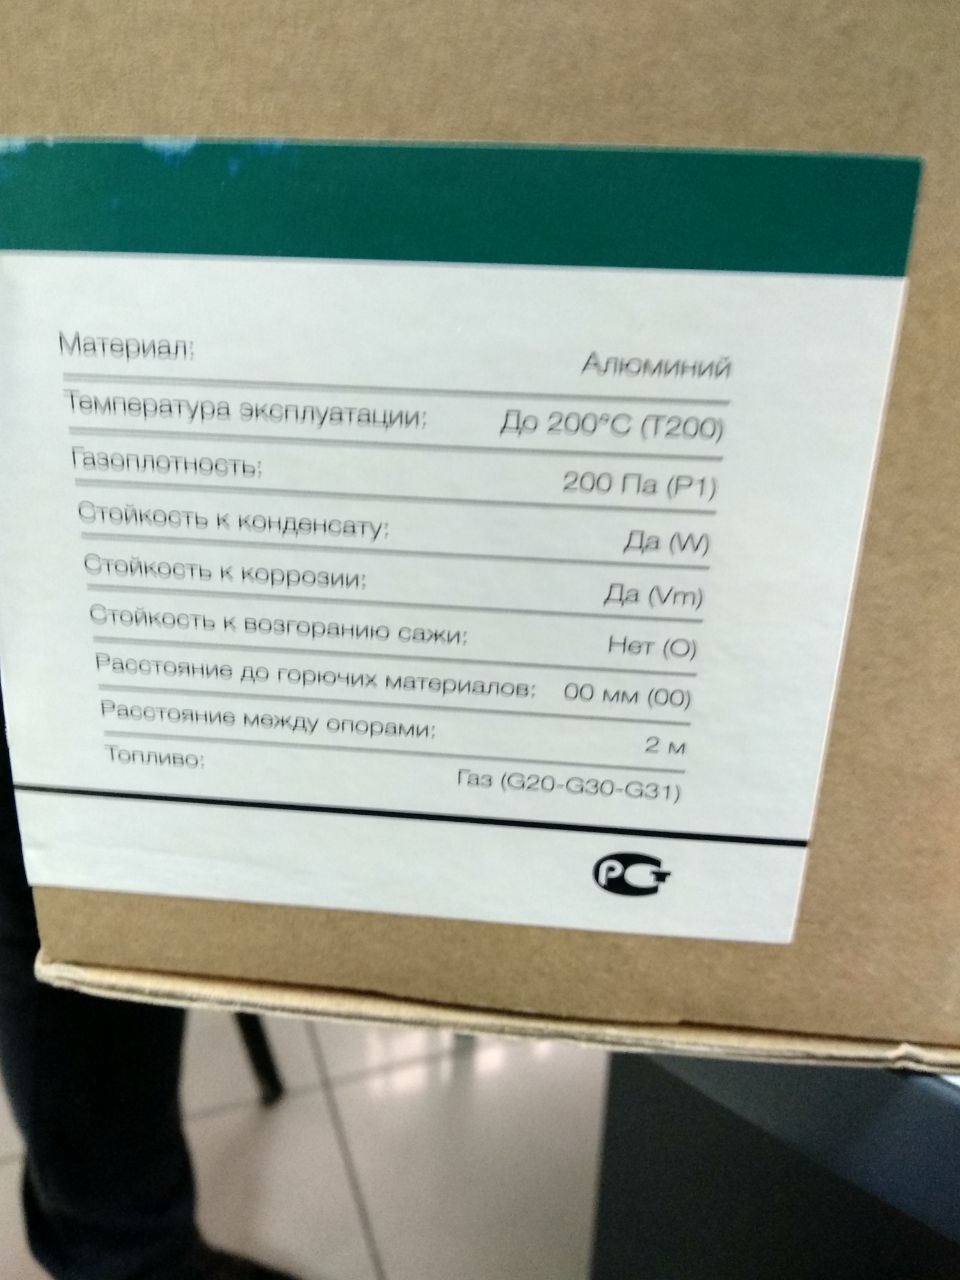 Материал: Алюминий
Температура эксплуатации: До 200°C (T200)
Газоплотность: 200 Па (P1)
Стойкость к конденсату: Да (W)
Стойкость к коррозии: Да (Vm)
Стойкость к возгоранию сажи: Нет (O)
Расстояние до горючих материалов: 00 мм (00)
Расстояние между опорами: 2 м
Топливо: Газ (G20-G30-G31)
РСТ